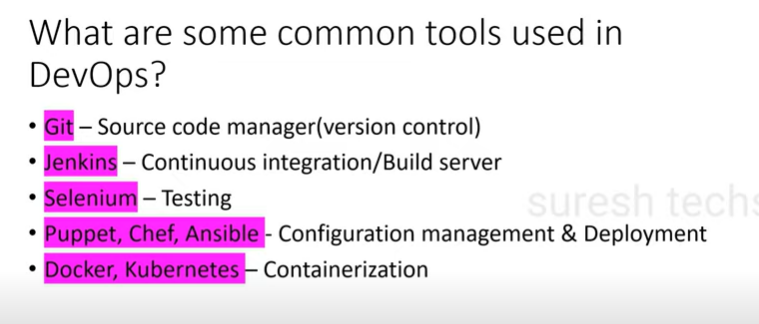 What are some common tools used in
DevOps?
• Git – Source code manager(version control)
• Jenkins – Continuous integration/Build server
• Selenium – Testing
suresh techs
• Puppet, Chef, Ansible - Configuration management & Deployment
• Docker, Kubernetes – Containerization